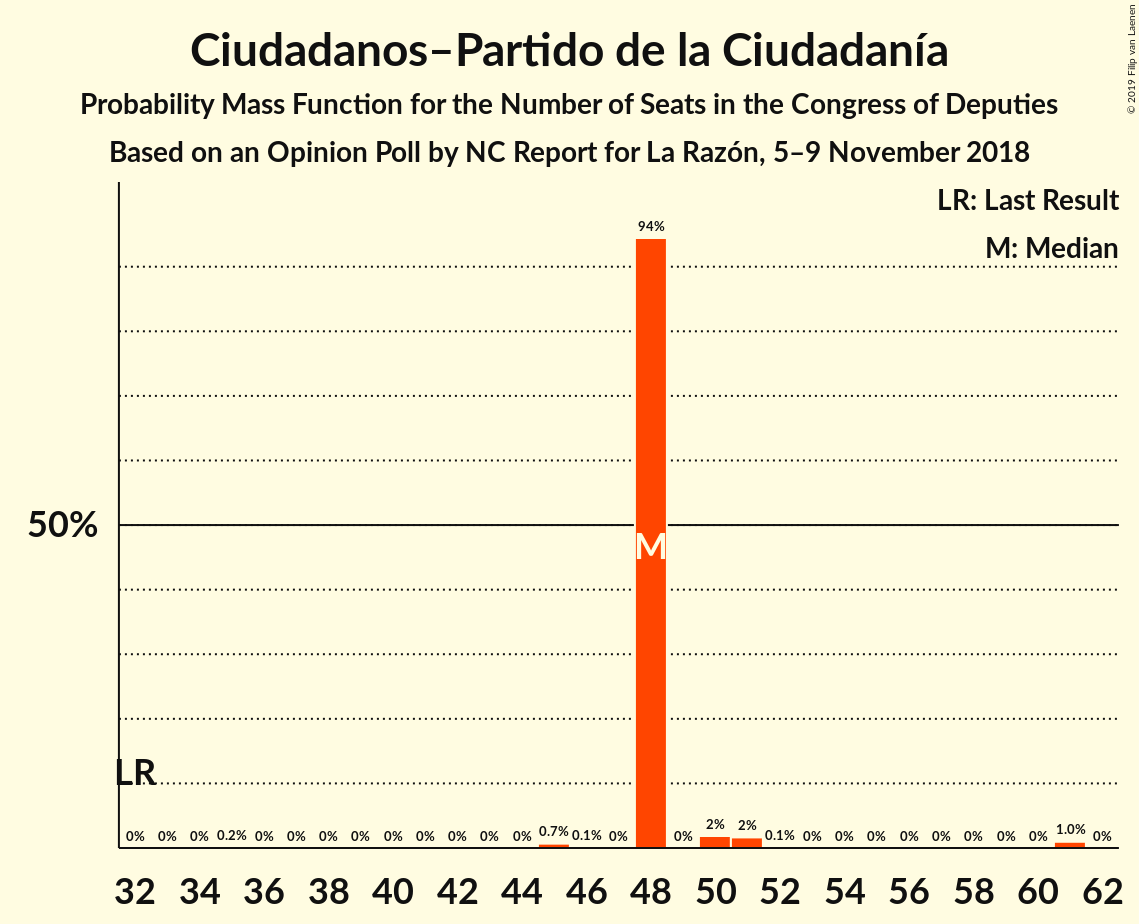 Ciudadanos–Partido de la Ciudadanía
Probability Mass Function for the Number of Seats in the Congress of Deputies
Based on an Opinion Poll by NC Report for La Razón, 5–9 November 2018
© 2019 Filip van Laenen
LR: Last Result
M: Median
94%
50%
M
LR
0% 0% 0% 0.2% 0% 0% 0% 0% 0% 0% 0% 0% 0% 0.7% 0.1% 0% 0% 2% 2% 0.1% 0% 0% 0% 0% 0% 0% 0% 0% 1.0% 0%
32 34 36 38 40 42 44 46 48 50 52 54 56 58 60 62